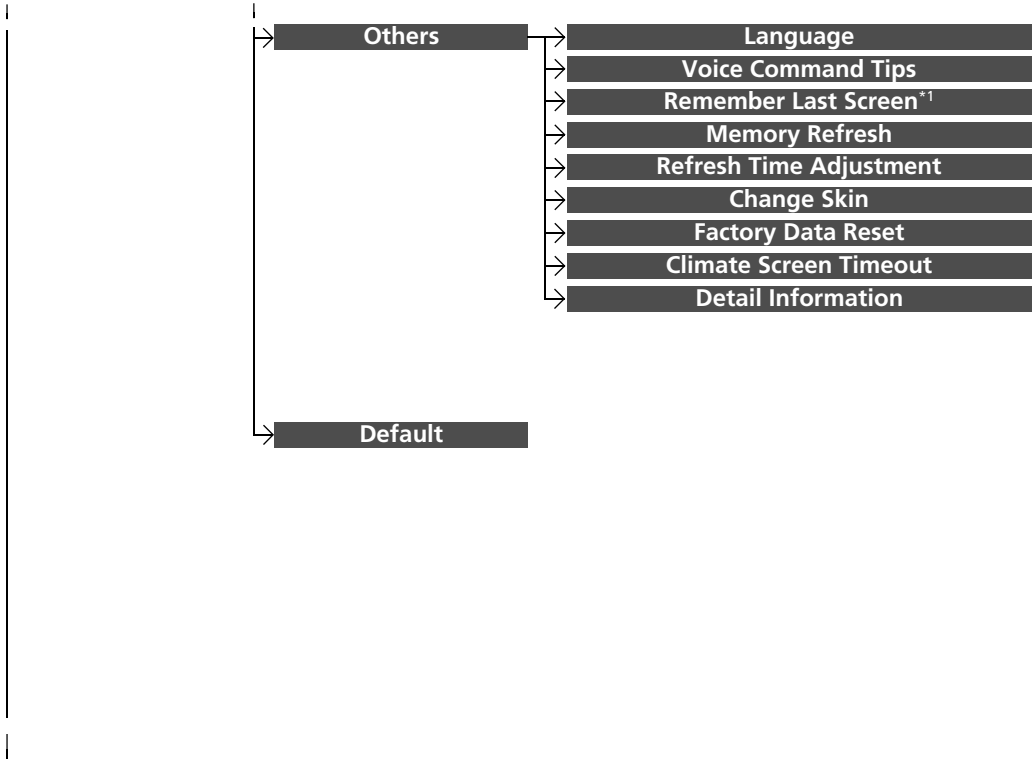 Others
Language
Voice Command Tips
Remember Last Screen*1
Memory Refresh
Refresh Time Adjustment
Change Skin
Factory Data Reset
Climate Screen Timeout
Detail Information
Default